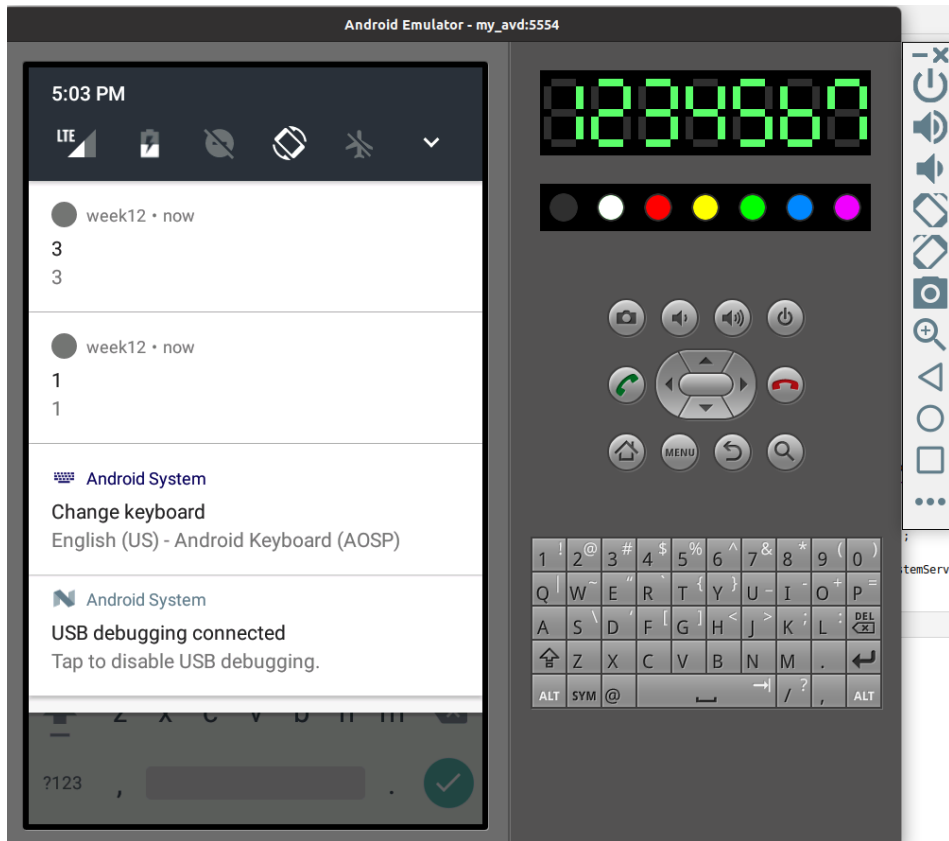 Android Emulator - my_avd:5554
5:03 PM
LTE
week12 • now
3
3
week12 • now
1
1
Android System
Change keyboard
English (US) - Android Keyboard (AOSP)
Android System
USB debugging connected
Tap to disable USB debugging.
z x c v b n m
?123 , .
1234567
MENU
1 ! 2 @ 3 # 4 $ 5 % 6 ^ 7 & 8 * 9 ( 0 )
Q | W ~ E “ R ` T { Y } U _ I - O + P =
A S \ D ' F [ G ] H < J > K ; L : DEL
Z X C V B N M .
ALT SYM @ / ? , ALT
;
stemServ